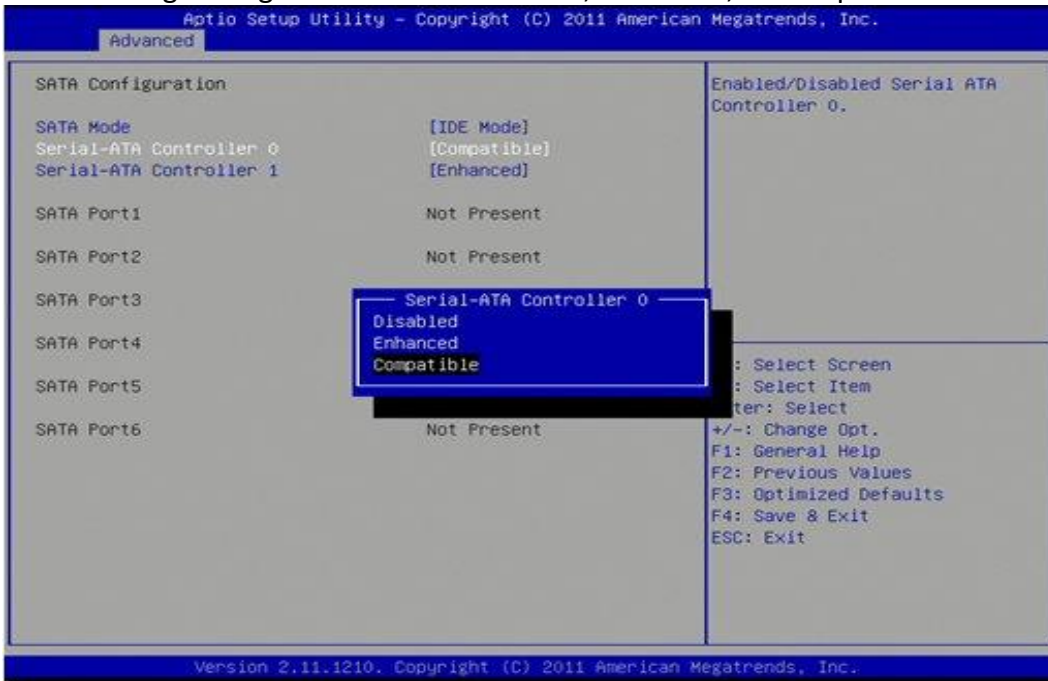 Aptio Setup Utility – Copyright (C) 2011 American Megatrends, Inc.
Advanced
SATA Configuration
SATA Mode [IDE Mode]
Serial-ATA Controller 0 [Compatible]
Serial-ATA Controller 1 [Enhanced]
SATA Port1 Not Present
SATA Port2 Not Present
SATA Port3
SATA Port4
SATA Port5
SATA Port6 Not Present
Serial-ATA Controller 0
Disabled
Enhanced
Compatible
Enabled/Disabled Serial ATA
Controller 0.
: Select Screen
: Select Item
ter: Select
+/-: Change Opt.
F1: General Help
F2: Previous Values
F3: Optimized Defaults
F4: Save & Exit
ESC: Exit
Version 2.11.1210. Copyright (C) 2011 American Megatrends, Inc.